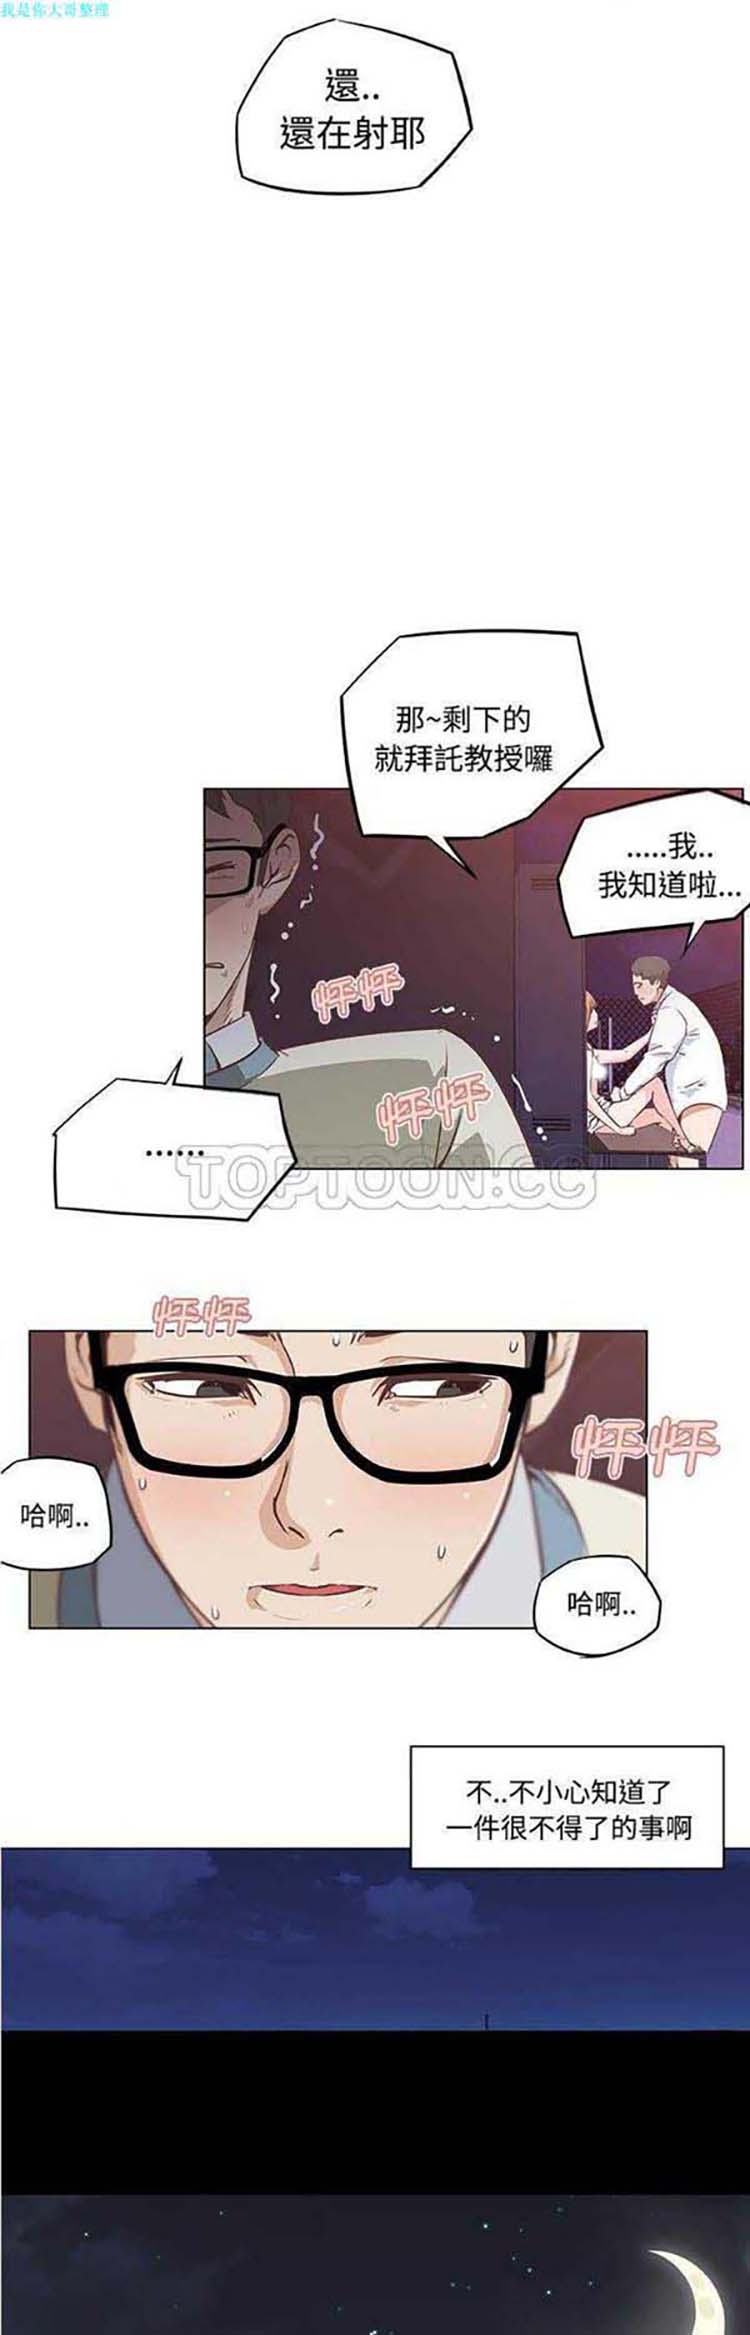 我是你大哥整理
還..
還在射耶
那~剩下的
就拜託教授囉
.....我..
我知道啦...
怦怦
怦怦
......
TOPTOON.CC
怦怦
怦怦
哈啊..
哈啊..
不..不小心知道了
一件很不得了的事啊